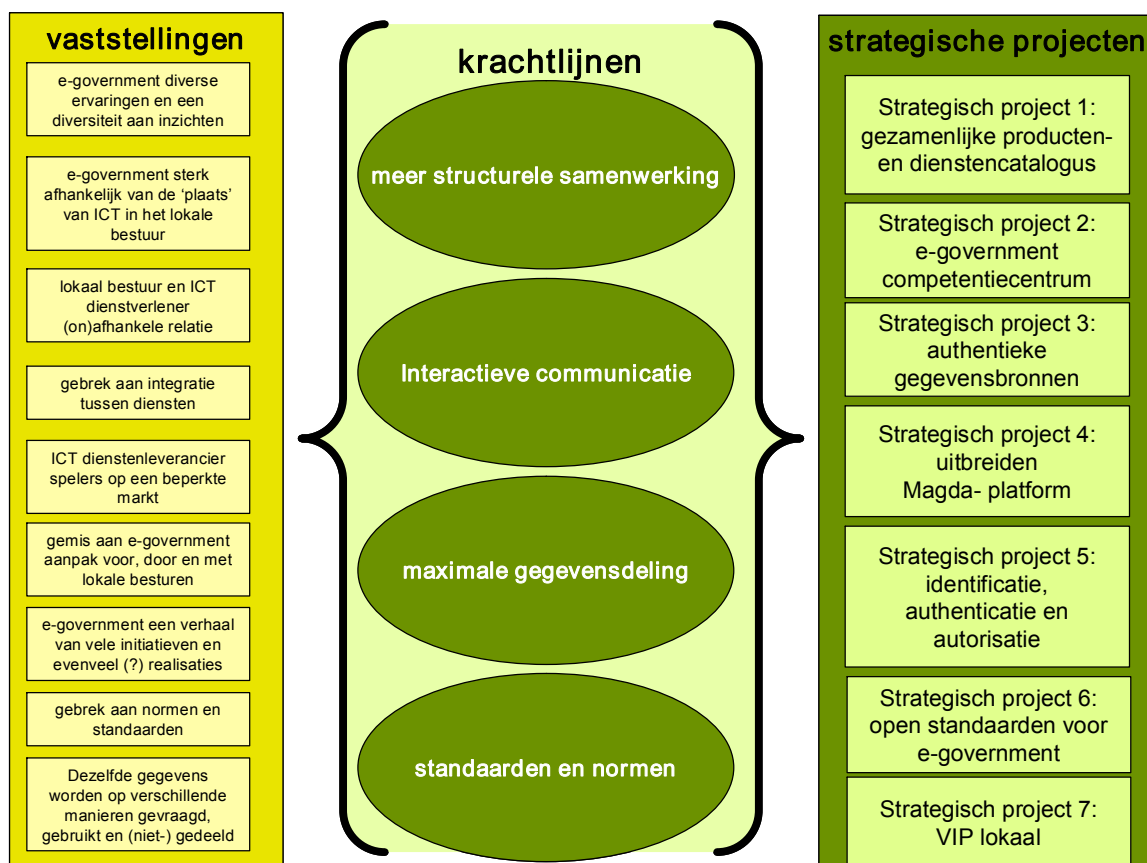 vaststellingen
e-government diverse
ervaringen en een
diversiteit aan inzichten
e-government sterk
afhankelijk van de ‘plaats’
van ICT in het lokale
bestuur
lokaal bestuur en ICT
dienstverlener
(on)afhankele relatie
gebrek aan integratie
tussen diensten
ICT dienstenleverancier
spelers op een beperkte
markt
gemis aan e-government
aanpak voor, door en met
lokale besturen
e-government een verhaal
van vele initiatieven en
evenveel (?) realisaties
gebrek aan normen en
standaarden
Dezelfde gegevens
worden op verschillende
manieren gevraagd,
gebruikt en (niet-) gedeeld
krachtlijnen
meer structurele samenwerking
Interactieve communicatie
maximale gegevensdeling
standaarden en normen
strategische projecten
Strategisch project 1:
gezamenlijke producten-
en dienstencatalogus
Strategisch project 2:
e-government
competentiecentrum
Strategisch project 3:
authentieke
gegevensbronnen
Strategisch project 4:
uitbreiden
Magda- platform
Strategisch project 5:
identificatie,
authenticatie en
autorisatie
Strategisch project 6:
open standaarden voor
e-government
Strategisch project 7:
VIP lokaal